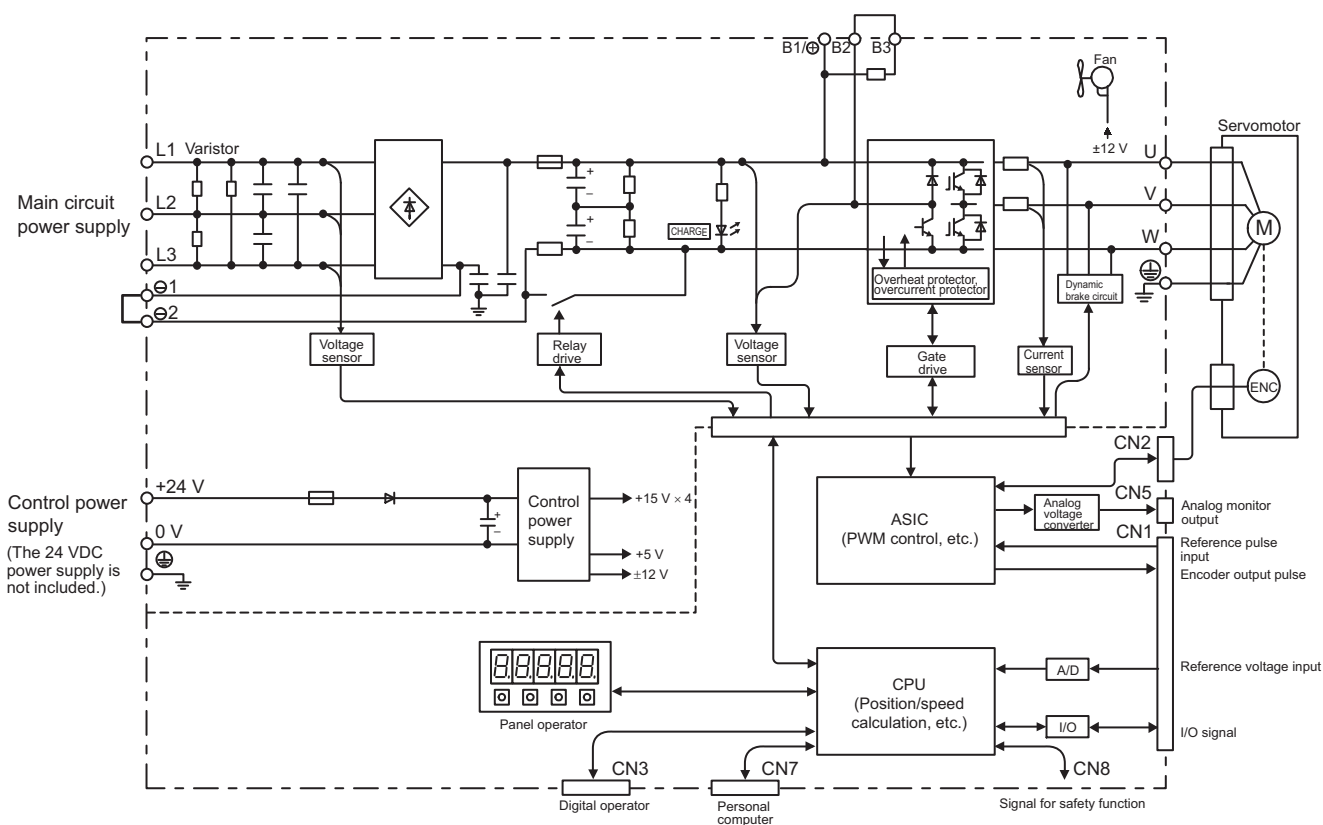 B1/⊕
B2
B3
Fan
±12 V
Servomotor
L1
Varistor
U
Main circuit
power supply
L2
V
CHARGE
W
M
L3
⊖1
⊖2
Overheat protector,
overcurrent protector
Dynamic
brake circuit
Voltage
sensor
Relay
drive
Voltage
sensor
Gate
drive
Current
sensor
ENC
+
–
+
–
CN2
Control power
supply
(The 24 VDC
power supply is
not included.)
+24 V
0 V
+
–
Control
power
supply
+15 V × 4
+5 V
±12 V
ASIC
(PWM control, etc.)
Analog
voltage
converter
CN5
Analog monitor
output
CN1
Reference pulse
input
Encoder output pulse
8.8.8.8.8.
Panel operator
CPU
(Position/speed
calculation, etc.)
A/D
Reference voltage input
I/O
I/O signal
CN3
CN7
CN8
Digital operator
Personal
computer
Signal for safety function